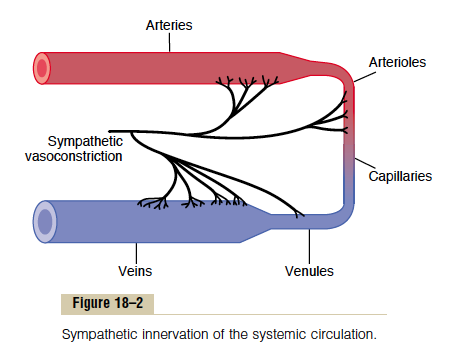 Arteries
Arterioles
Sympathetic
vasoconstriction
Capillaries
Veins
Venules
Figure 18–2
Sympathetic innervation of the systemic circulation.